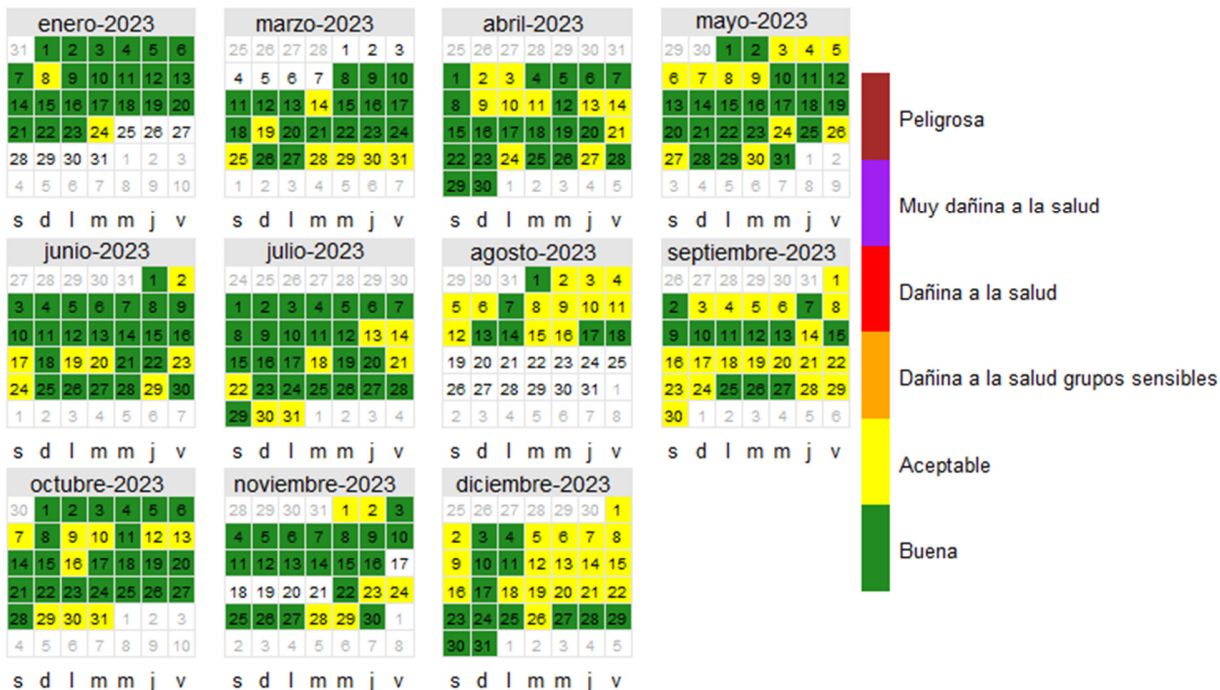 enero-2023
31 1 2 3 4 5 6
7 8 9 10 11 12 13
14 15 16 17 18 19 20
21 22 23 24 25 26 27
28 29 30 31 1 2 3
4 5 6 7 8 9 10
s d l m m j v
marzo-2023
25 26 27 28 1 2 3
4 5 6 7 8 9 10
11 12 13 14 15 16 17
18 19 20 21 22 23 24
25 26 27 28 29 30 31
1 2 3 4 5 6 7
s d l m m j v
abril-2023
25 26 27 28 29 30 31
1 2 3 4 5 6 7
8 9 10 11 12 13 14
15 16 17 18 19 20 21
22 23 24 25 26 27 28
29 30 1 2 3 4 5
s d l m m j v
mayo-2023
29 30 1 2 3 4 5
6 7 8 9 10 11 12
13 14 15 16 17 18 19
20 21 22 23 24 25 26
27 28 29 30 31 1 2
3 4 5 6 7 8 9
s d l m m j v
junio-2023
27 28 29 30 31 1 2
3 4 5 6 7 8 9
10 11 12 13 14 15 16
17 18 19 20 21 22 23
24 25 26 27 28 29 30
1 2 3 4 5 6 7
s d l m m j v
julio-2023
24 25 26 27 28 29 30
1 2 3 4 5 6 7
8 9 10 11 12 13 14
15 16 17 18 19 20 21
22 23 24 25 26 27 28
29 30 31 1 2 3 4
s d l m m j v
agosto-2023
29 30 31 1 2 3 4
5 6 7 8 9 10 11
12 13 14 15 16 17 18
19 20 21 22 23 24 25
26 27 28 29 30 31 1
2 3 4 5 6 7 8
s d l m m j v
septiembre-2023
26 27 28 29 30 31 1
2 3 4 5 6 7 8
9 10 11 12 13 14 15
16 17 18 19 20 21 22
23 24 25 26 27 28 29
30 1 2 3 4 5 6
s d l m m j v
octubre-2023
30 1 2 3 4 5 6
7 8 9 10 11 12 13
14 15 16 17 18 19 20
21 22 23 24 25 26 27
28 29 30 31 1 2 3
4 5 6 7 8 9 10
s d l m m j v
noviembre-2023
28 29 30 31 1 2 3
4 5 6 7 8 9 10
11 12 13 14 15 16 17
18 19 20 21 22 23 24
25 26 27 28 29 30 1
2 3 4 5 6 7 8
s d l m m j v
diciembre-2023
25 26 27 28 29 30 1
2 3 4 5 6 7 8
9 10 11 12 13 14 15
16 17 18 19 20 21 22
23 24 25 26 27 28 29
30 31 1 2 3 4 5
s d l m m j v
Peligrosa
Muy dañina a la salud
Dañina a la salud
Dañina a la salud grupos sensibles
Aceptable
Buena